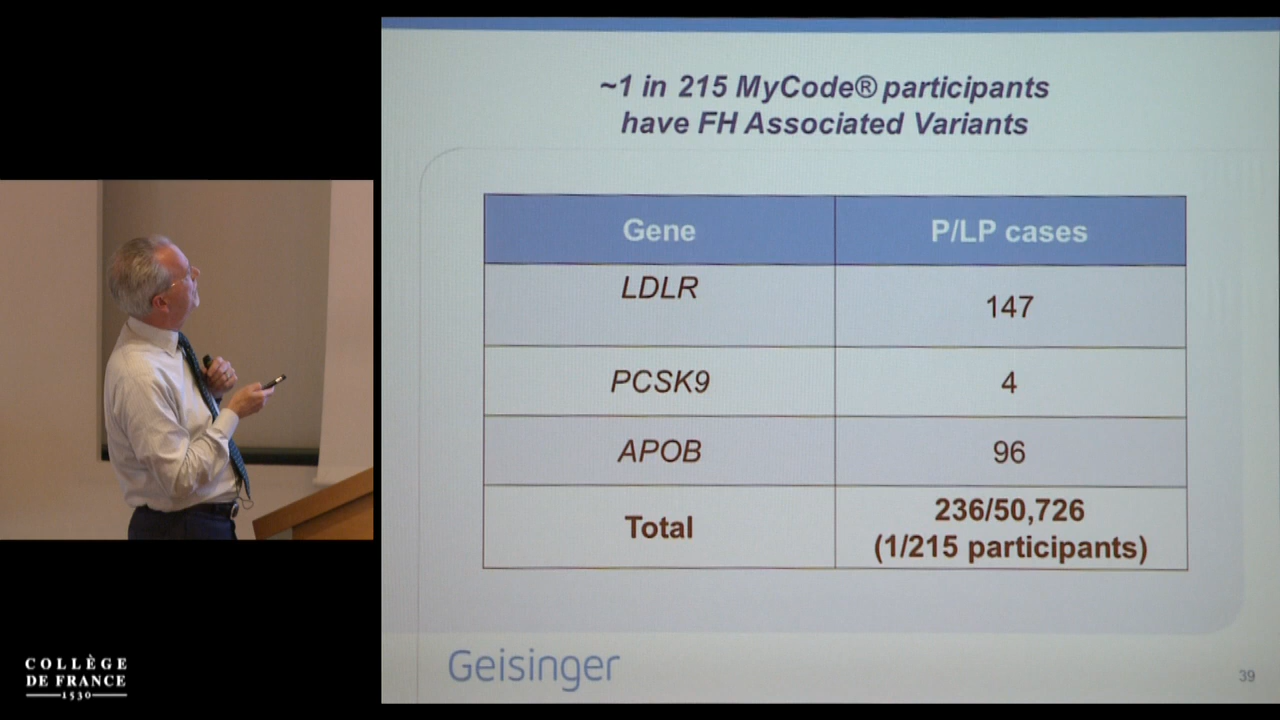 ~1 in 215 MyCode® participants
have FH Associated Variants
Gene
P/LP cases
LDLR
147
PCSK9
4
APOB
96
Total
236/50,726
(1/215 participants)
Geisinger
39
COLLÈGE
DE FRANCE
1530